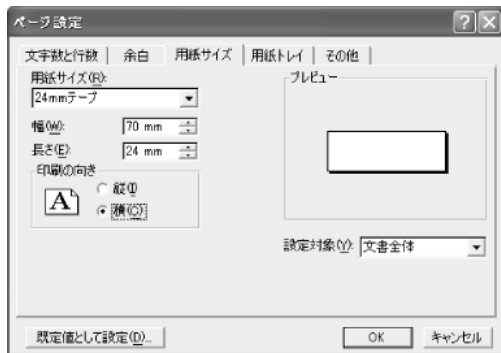 ページ設定
文字数と行数 余白 用紙サイズ 用紙トレイ その他
用紙サイズ(R):
24mmテープ
幅(W): 70 mm
長さ(E): 24 mm
印刷の向き
A
縦(T)
横(C)
プレビュー
設定対象(Y): 文書全体
既定値として設定(D)...
OK キャンセル